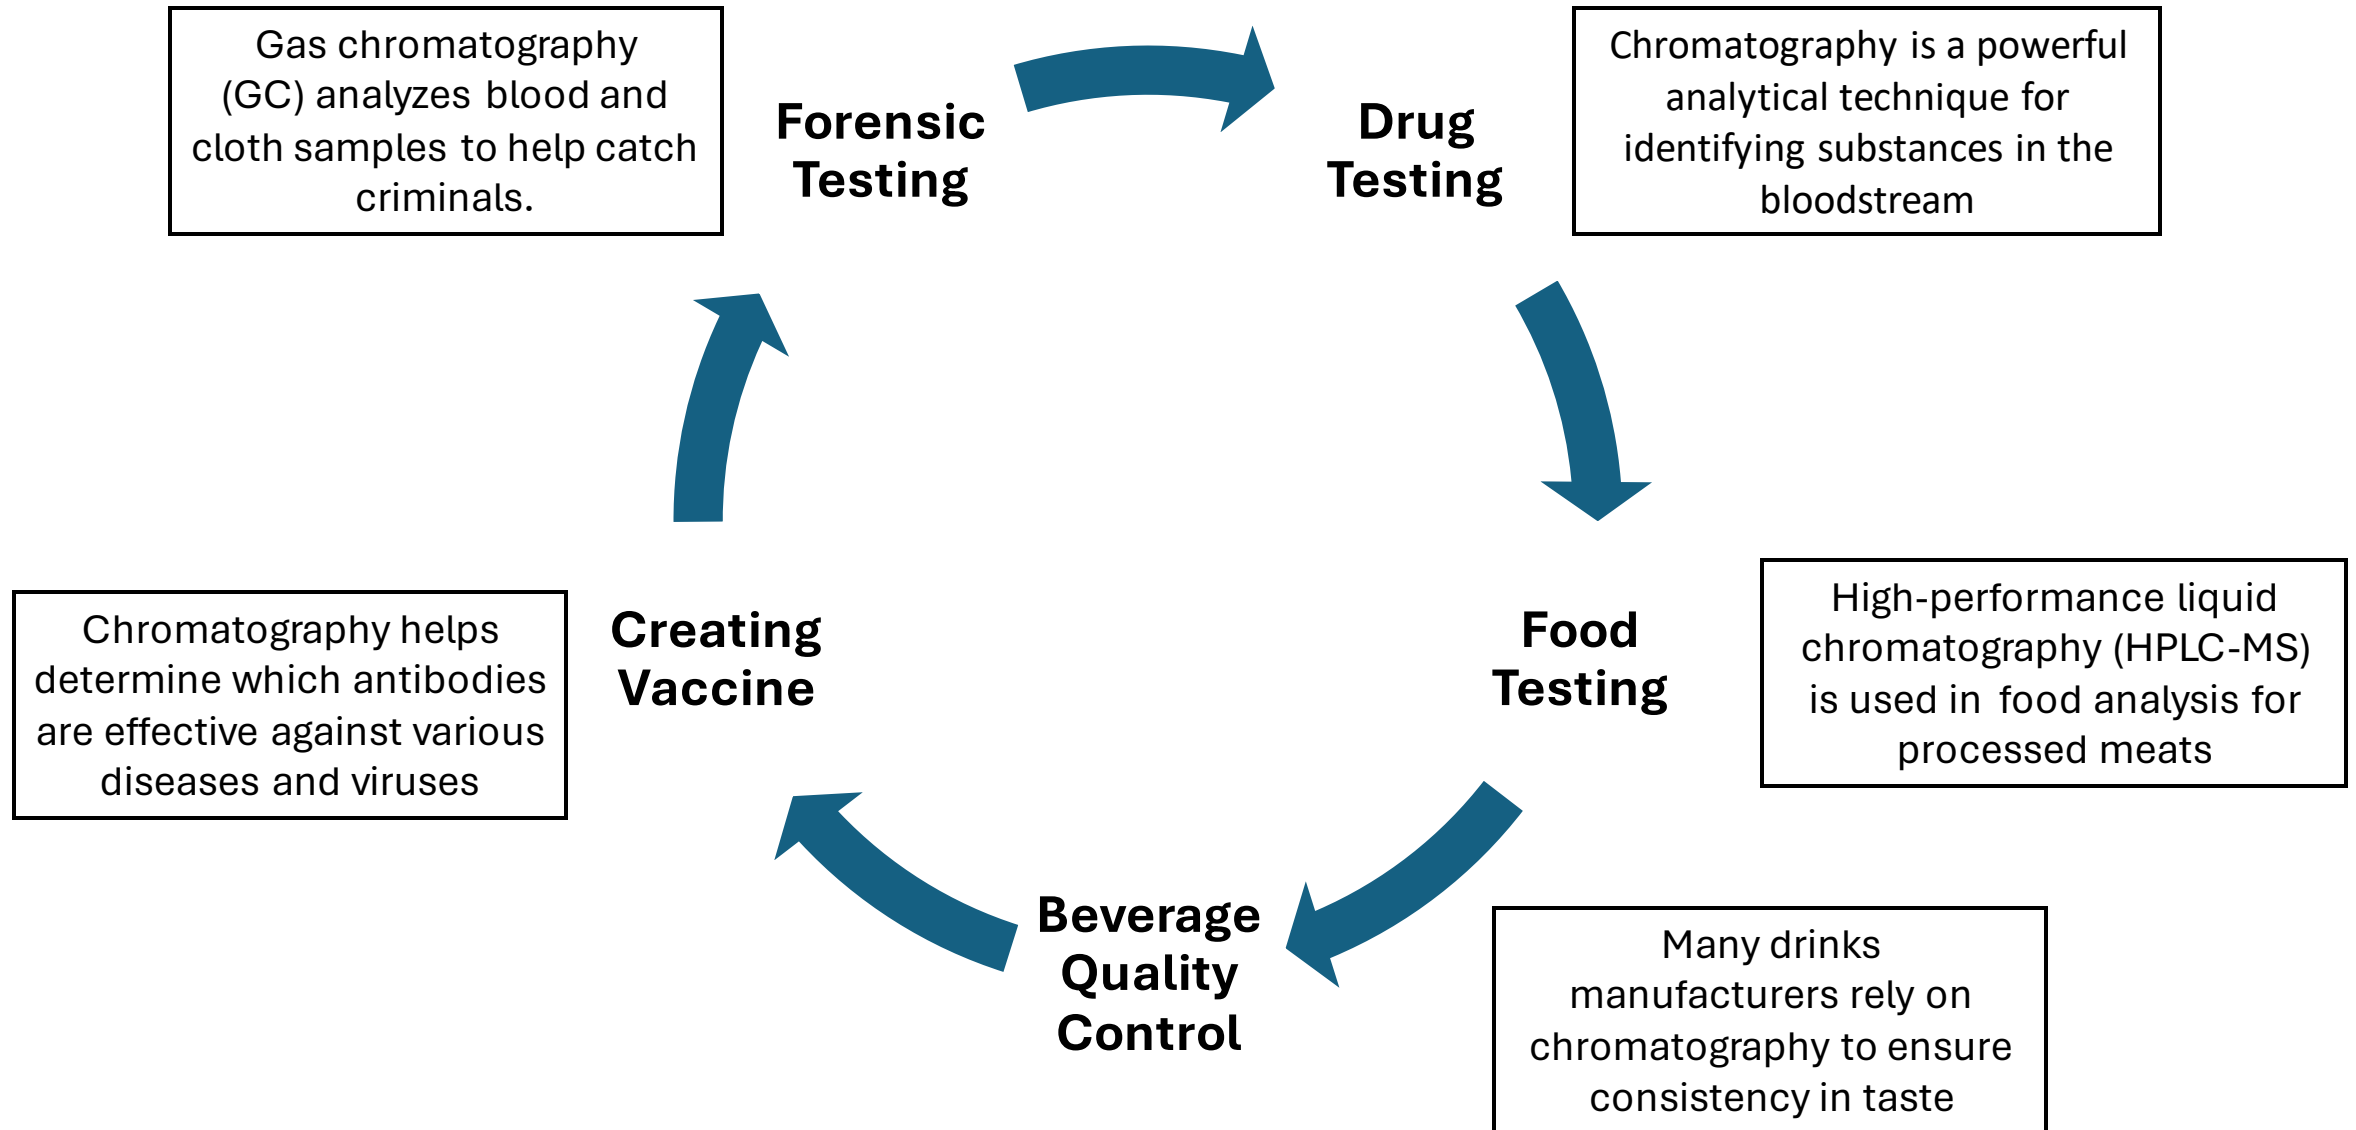 Gas chromatography
(GC) analyzes blood and
cloth samples to help catch
criminals.
Forensic
Testing
Drug
Testing
Chromatography is a powerful
analytical technique for
identifying substances in the
bloodstream
Chromatography helps
determine which antibodies
are effective against various
diseases and viruses
Creating
Vaccine
Food
Testing
High-performance liquid
chromatography (HPLC-MS)
is used in food analysis for
processed meats
Beverage
Quality
Control
Many drinks
manufacturers rely on
chromatography to ensure
consistency in taste